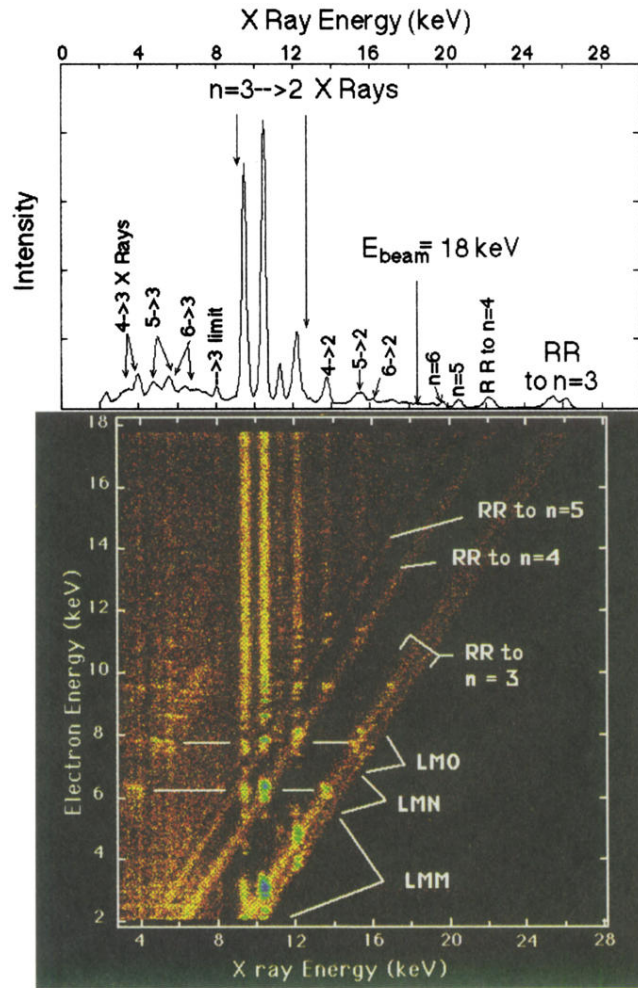 X Ray Energy (keV)
0 4 8 12 16 20 24 28
n=3-->2 X Rays
Intensity
4->3 X Rays
5->3
6->3
->3 limit
4->2
5->2
6->2
E beam = 18 keV
n=6
n=5
R R to n=4
RR
to n=3
18
16
14
12
10
8
6
4
2
Electron Energy (keV)
RR to n=5
RR to n=4
RR to
n = 3
LMO
LMN
LMM
4 8 12 16 20 24 28
X ray Energy (keV)